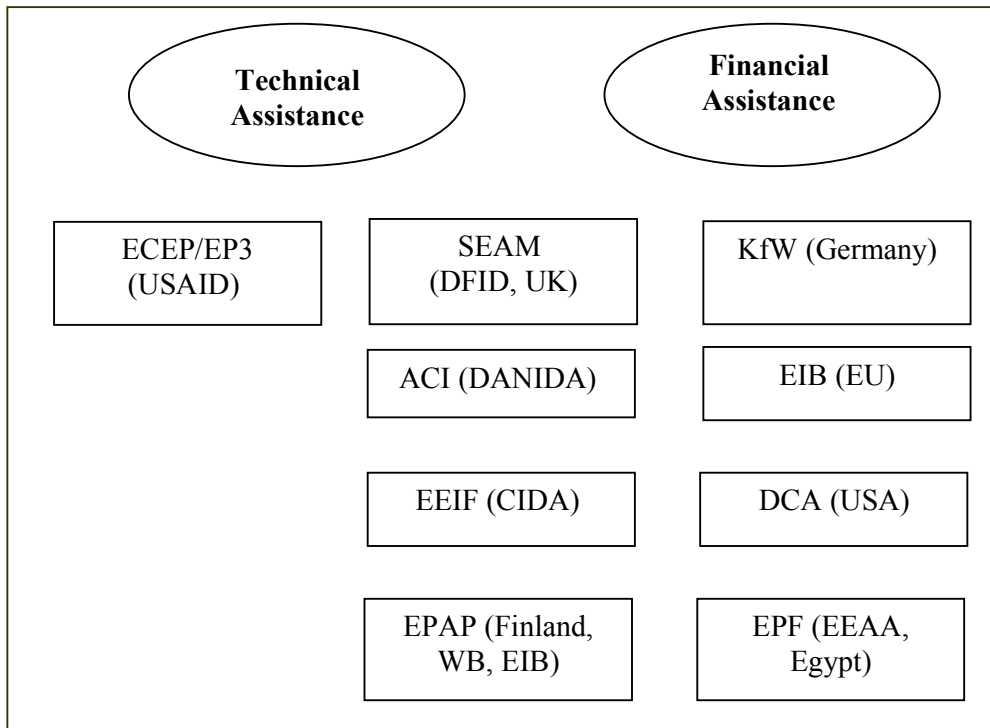 Technical
Assistance
Financial
Assistance
ECEP/EP3
(USAID)
SEAM
(DFID, UK)
KfW (Germany)
ACI (DANIDA)
EIB (EU)
EEIF (CIDA)
DCA (USA)
EPAP (Finland,
WB, EIB)
EPF (EEAA,
Egypt)